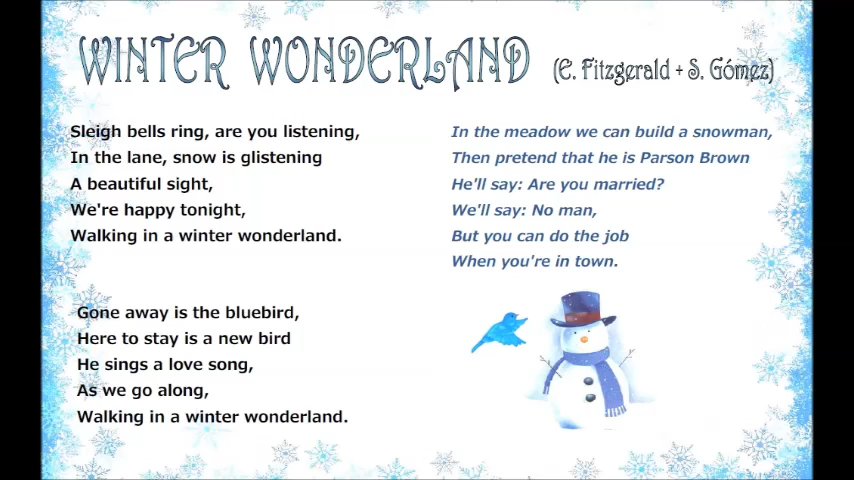 WINTER WONDERLAND (E. Fitzgerald + S. Gómez)
Sleigh bells ring, are you listening,
In the lane, snow is glistening
A beautiful sight,
We're happy tonight,
Walking in a winter wonderland.
Gone away is the bluebird,
Here to stay is a new bird
He sings a love song,
As we go along,
Walking in a winter wonderland.
In the meadow we can build a snowman,
Then pretend that he is Parson Brown
He'll say: Are you married?
We'll say: No man,
But you can do the job
When you're in town.